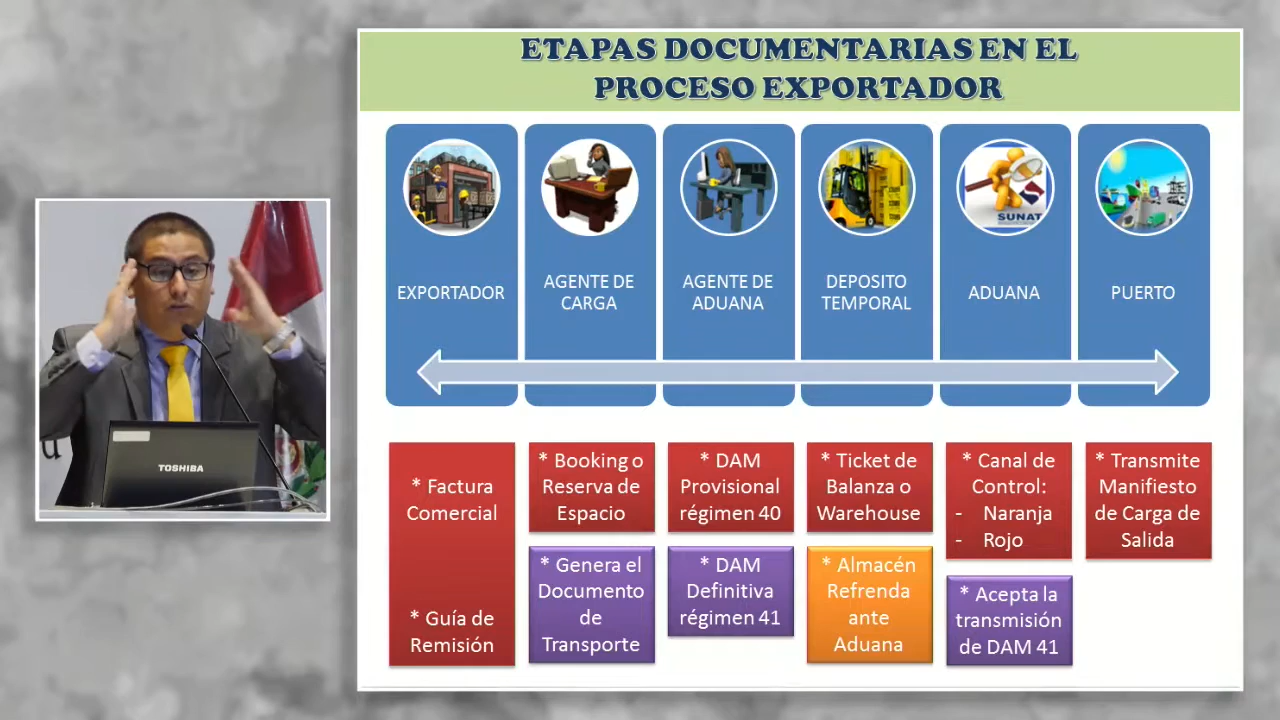 ETAPAS DOCUMENTARIAS EN EL
PROCESO EXPORTADOR
SUNAT
EXPORTADOR
AGENTE DE
CARGA
AGENTE DE
ADUANA
DEPOSITO
TEMPORAL
ADUANA
PUERTO
* Factura
Comercial
* Guía de
Remisión
* Booking o
Reserva de
Espacio
* Genera el
Documento
de
Transporte
* DAM
Provisional
régimen 40
* DAM
Definitiva
régimen 41
* Ticket de
Balanza o
Warehouse
* Almacén
Refrenda
ante
Aduana
* Canal de
Control:
- Naranja
- Rojo
* Acepta la
transmisión
de DAM 41
* Transmite
Manifiesto
de Carga de
Salida
TOSHIBA